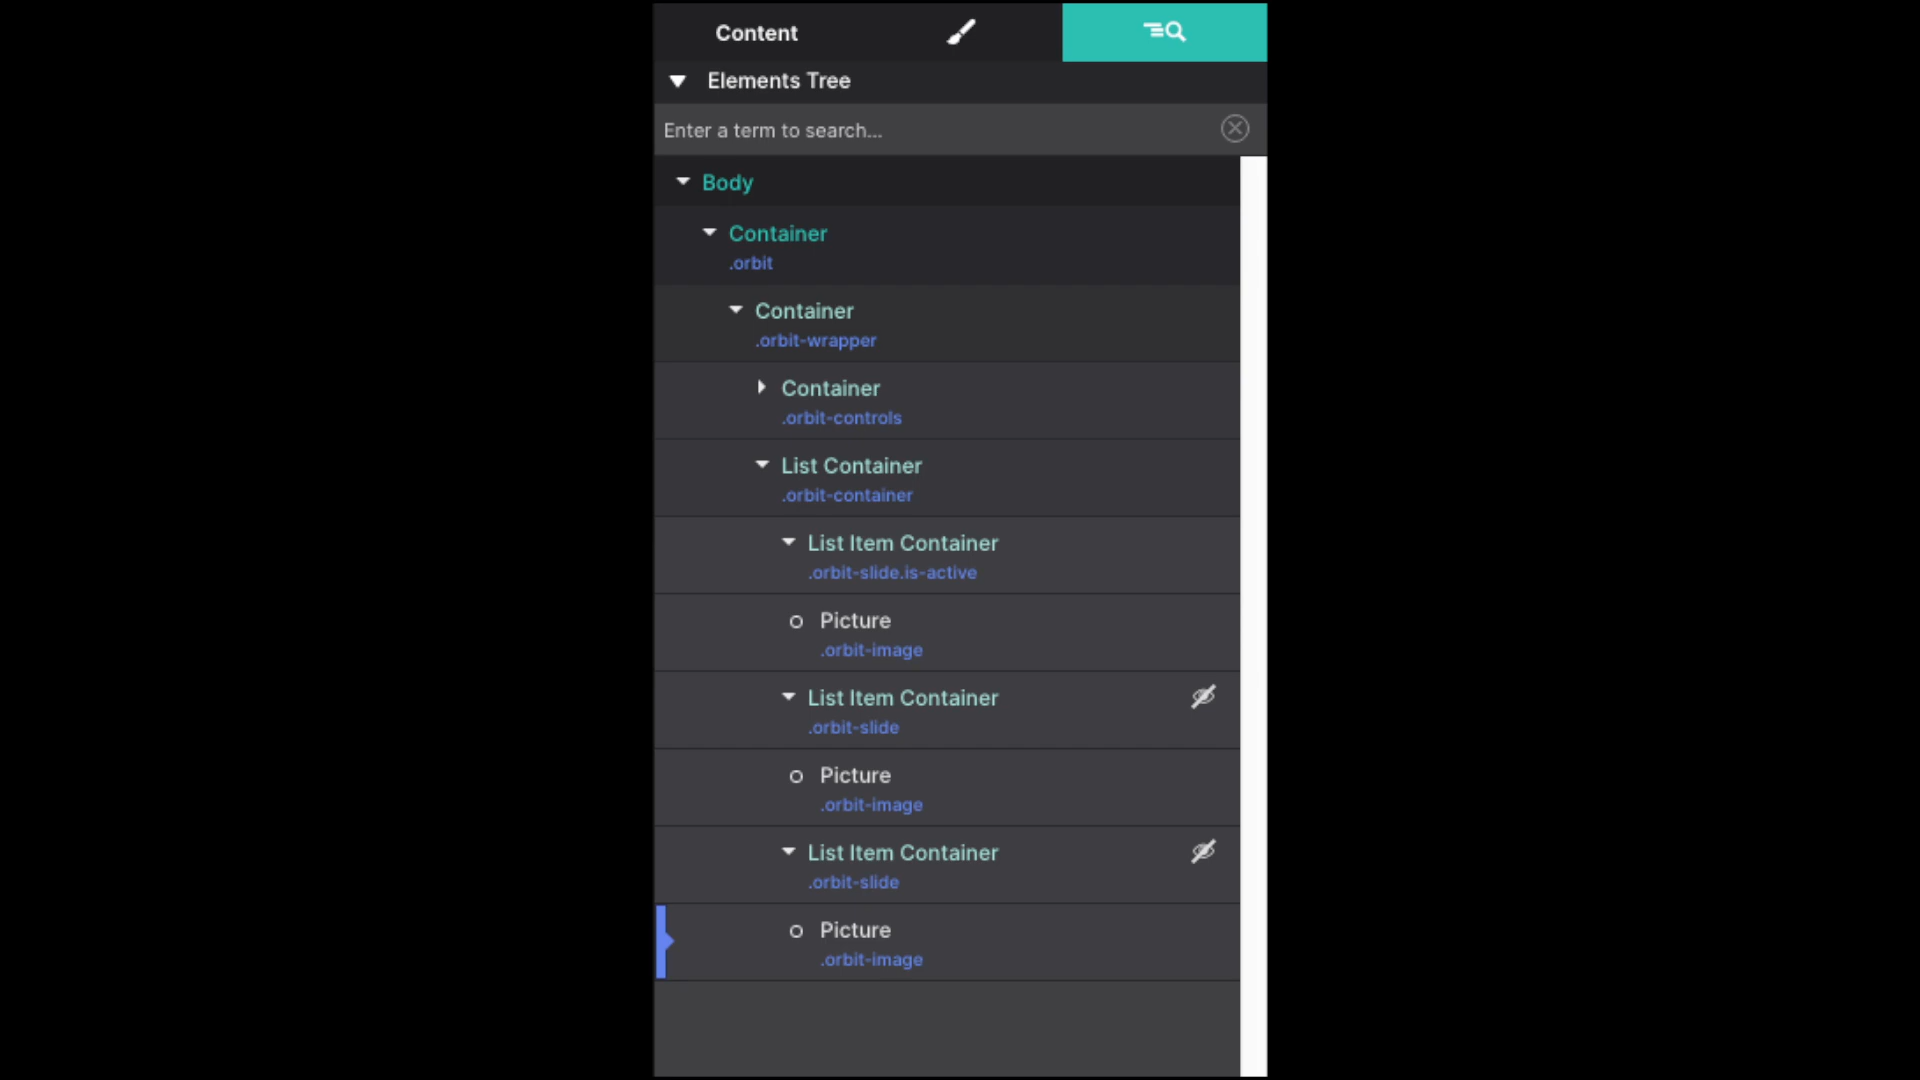 Content
Elements Tree
Enter a term to search...
Body
Container
.orbit
Container
.orbit-wrapper
Container
.orbit-controls
List Container
.orbit-container
List Item Container
.orbit-slide.is-active
Picture
.orbit-image
List Item Container
.orbit-slide
Picture
.orbit-image
List Item Container
.orbit-slide
Picture
.orbit-image